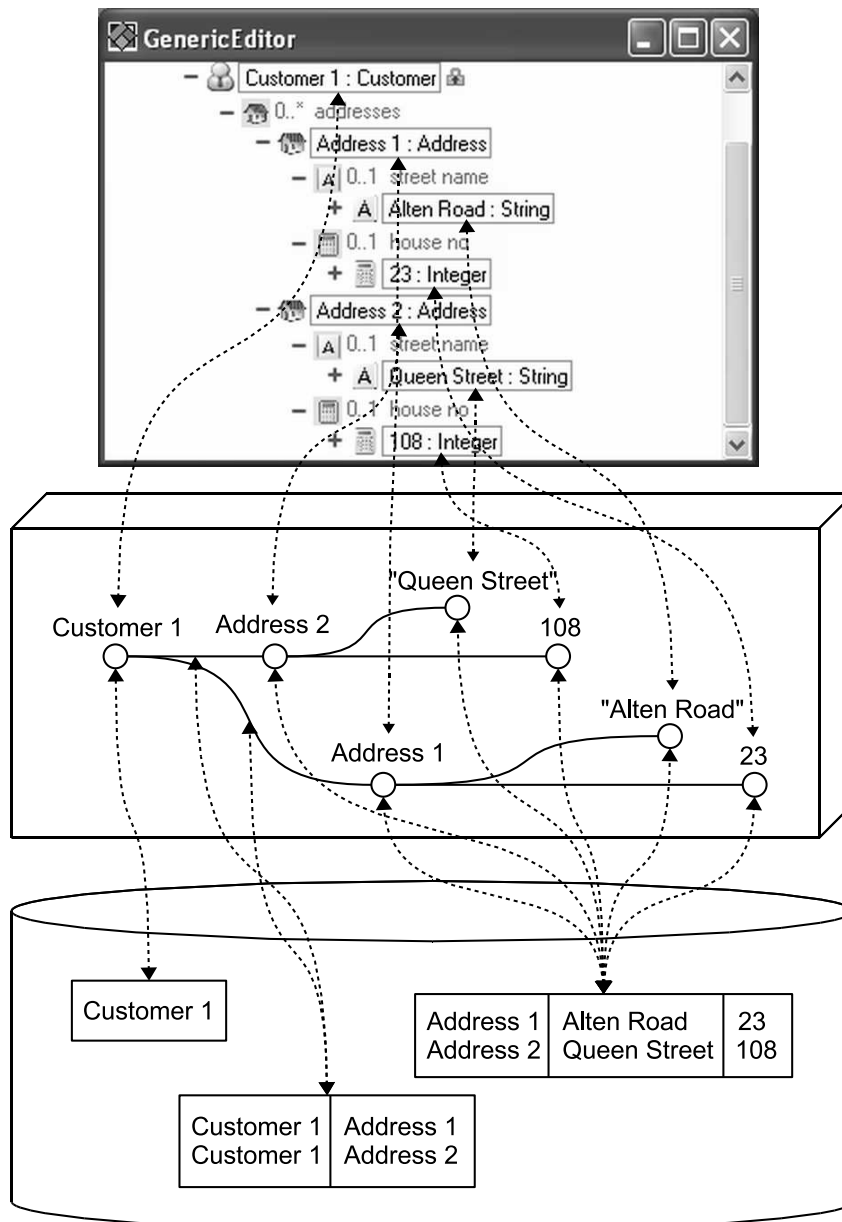 GenericEditor
Customer 1 : Customer
0..* addresses
Address 1 : Address
0..1 street name
A Alten Road : String
0..1 house no
23 : Integer
Address 2 : Address
A 0..1 street name
A Queen Street : String
0..1 house no
108 : Integer
"Queen Street"
Customer 1 Address 2 108
"Alten Road"
Address 1 23
Customer 1
Address 1 Alten Road 23
Address 2 Queen Street 108
Customer 1 Address 1
Customer 1 Address 2